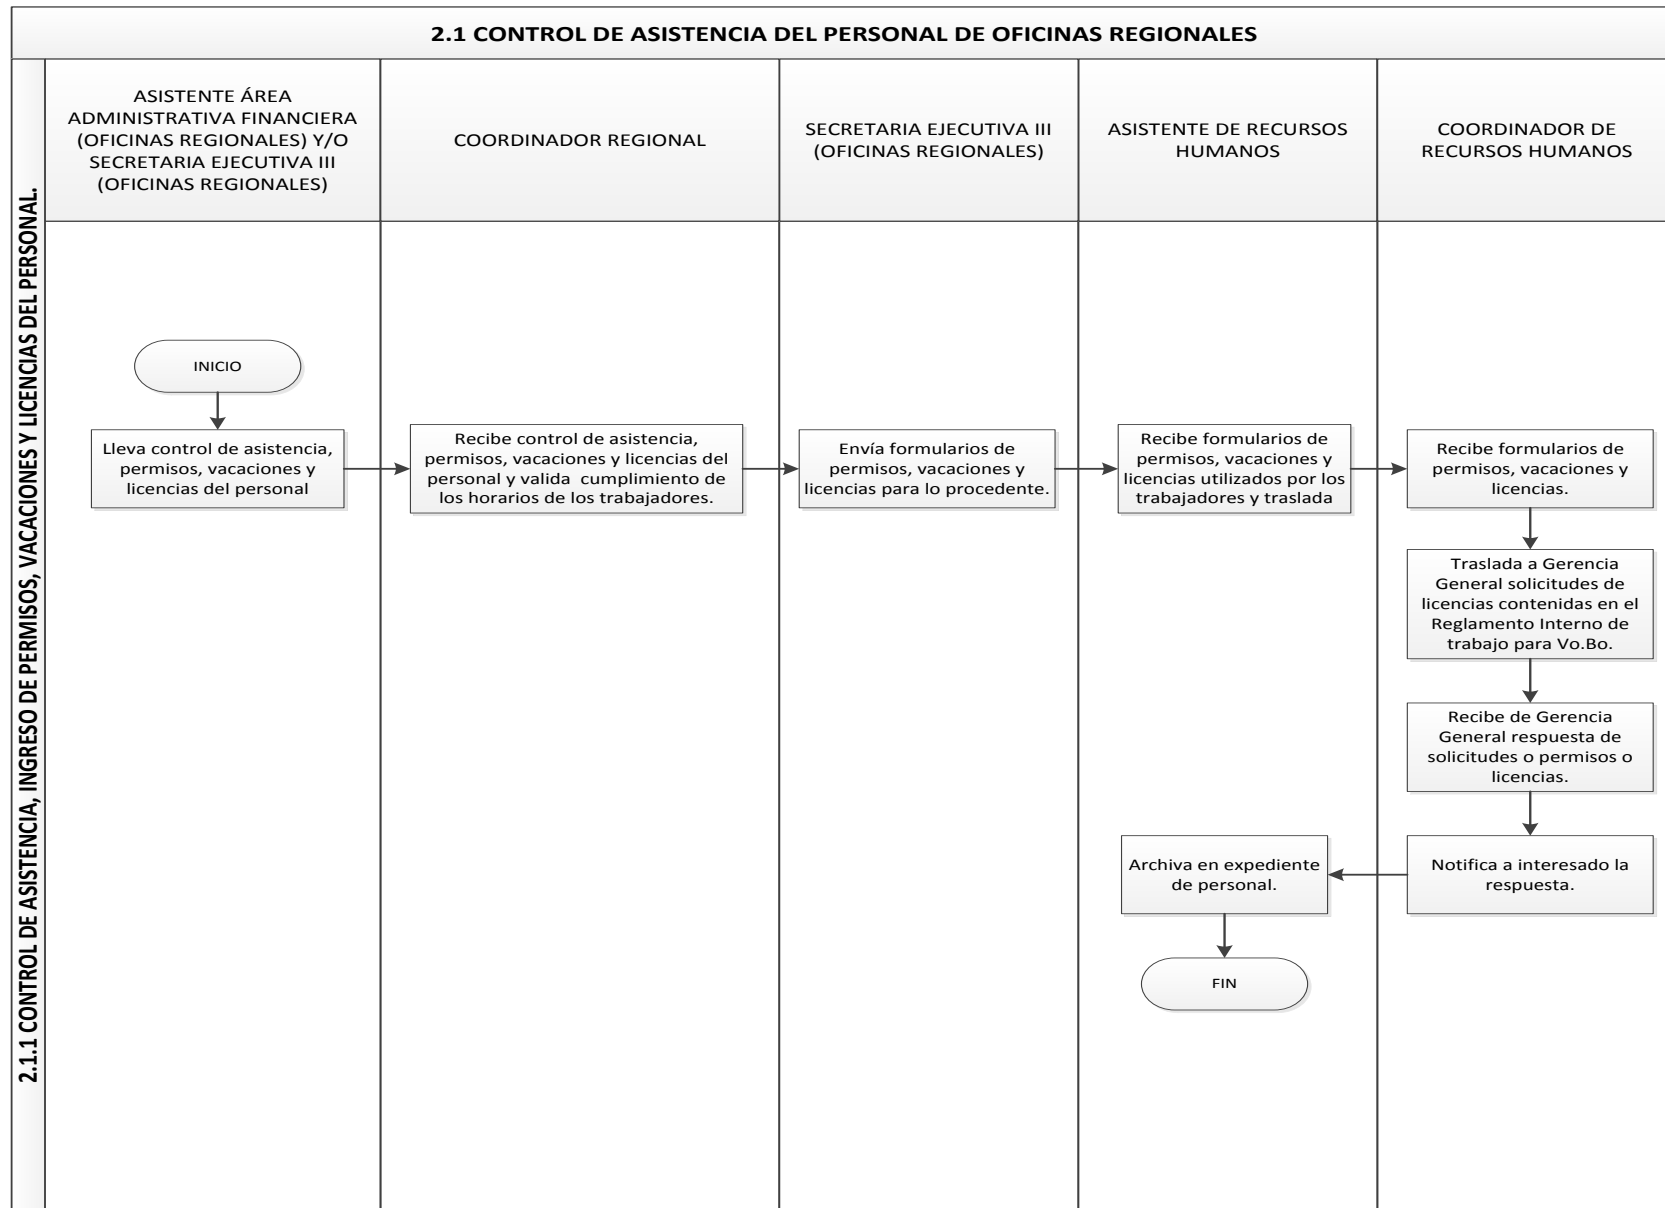 2.1 CONTROL DE ASISTENCIA DEL PERSONAL DE OFICINAS REGIONALES
2.1.1 CONTROL DE ASISTENCIA, INGRESO DE PERMISOS, VACACIONES Y LICENCIAS DEL PERSONAL.
ASISTENTE ÁREA
ADMINISTRATIVA FINANCIERA
(OFICINAS REGIONALES) Y/O
SECRETARIA EJECUTIVA III
(OFICINAS REGIONALES)
COORDINADOR REGIONAL
SECRETARIA EJECUTIVA III
(OFICINAS REGIONALES)
ASISTENTE DE RECURSOS
HUMANOS
COORDINADOR DE
RECURSOS HUMANOS
INICIO
Lleva control de asistencia,
permisos, vacaciones y
licencias del personal
Recibe control de asistencia,
permisos, vacaciones y licencias del
personal y valida cumplimiento de
los horarios de los trabajadores.
Envía formularios de
permisos, vacaciones y
licencias para lo procedente.
Recibe formularios de
permisos, vacaciones y
licencias utilizados por los
trabajadores y traslada
Recibe formularios de
permisos, vacaciones y
licencias.
Traslada a Gerencia
General solicitudes de
licencias contenidas en el
Reglamento Interno de
trabajo para Vo.Bo.
Recibe de Gerencia
General respuesta de
solicitudes o permisos o
licencias.
Notifica a interesado la
respuesta.
Archiva en expediente
de personal.
FIN